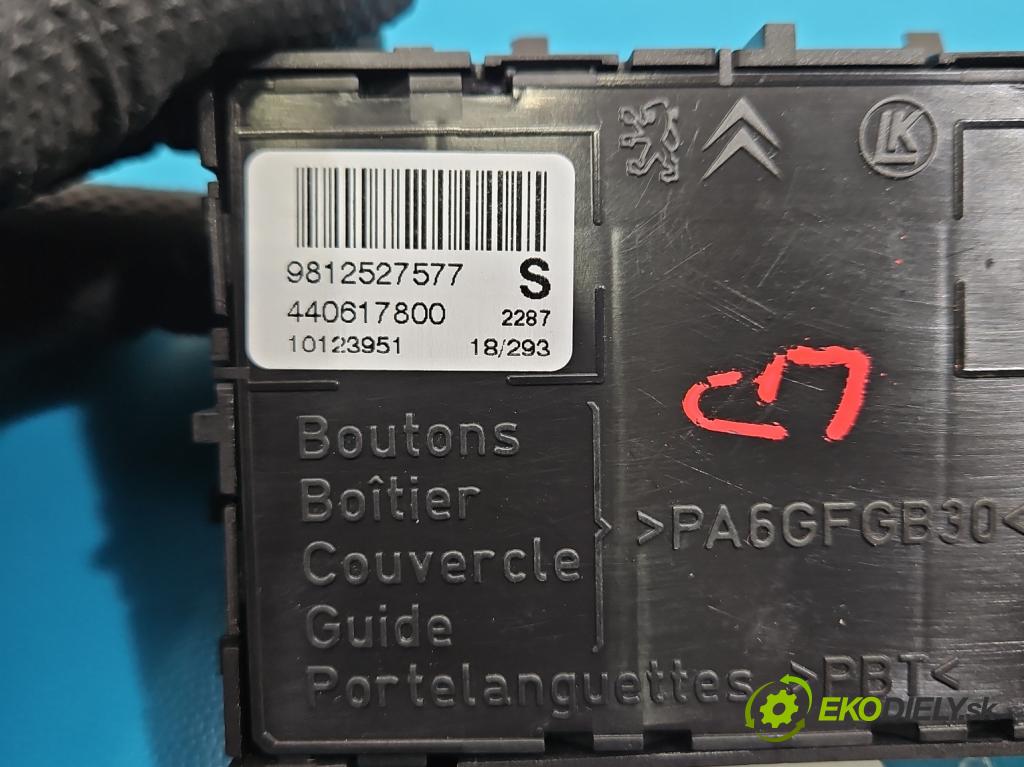 LK
9812527577 S
440617800 2287
10123951 18/293
Boutons
Boîtier
Couvercle
Guide
>PA6GFGB30<
Portelanguettes >PBT<
EKODIELY.sk